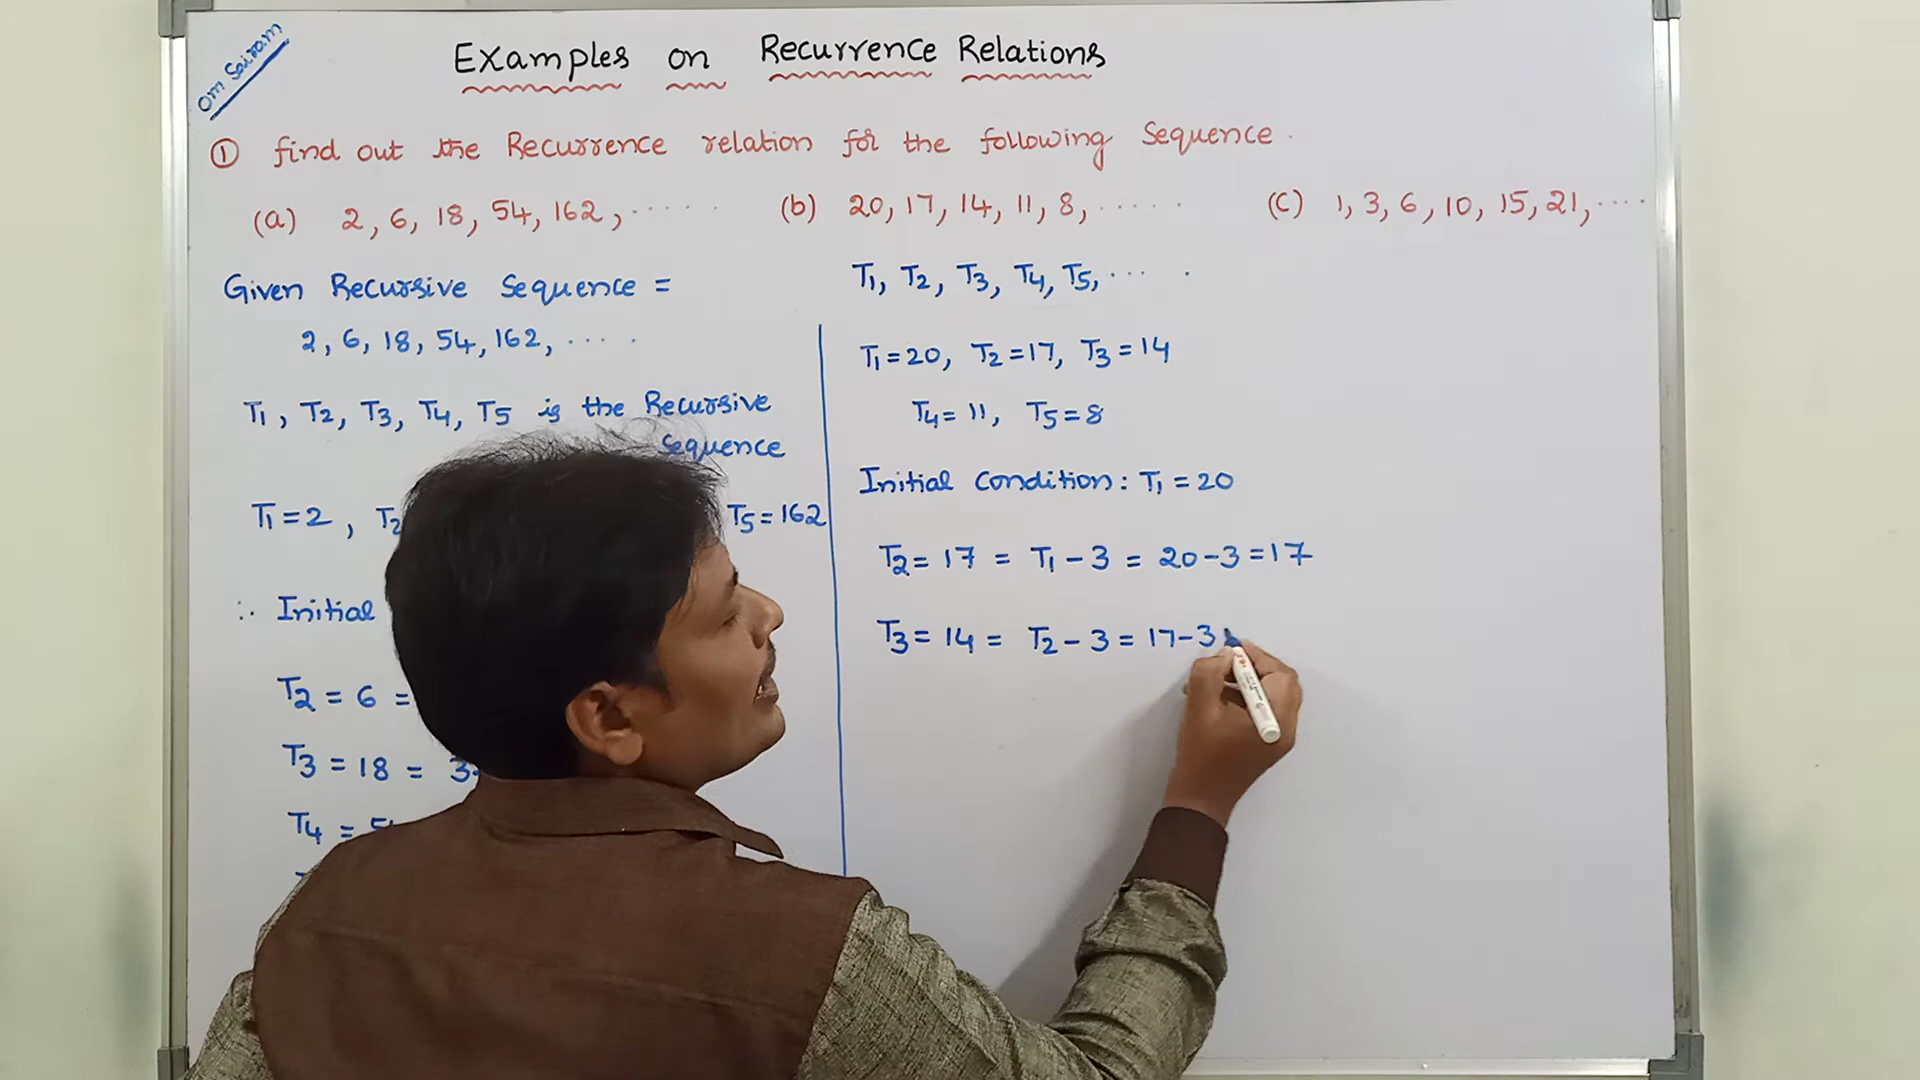 Om Sairam
Examples on Recurrence Relations
① find out the Recurrence relation for the following Sequence.
(a) 2, 6, 18, 54, 162, ......
(b) 20, 17, 14, 11, 8, .....
(c) 1, 3, 6, 10, 15, 21, ....
Given Recursive Sequence =
2, 6, 18, 54, 162, ....
T1, T2, T3, T4, T5 is the Recursive
Sequence
T1 = 2, T2
T5 = 162
∴ Initial
T2 = 6 =
T3 = 18 = 3
T4 =
T1, T2, T3, T4, T5, ....
T1 = 20, T2 = 17, T3 = 14
T4 = 11, T5 = 8
Initial Condition: T1 = 20
T2 = 17 = T1 - 3 = 20 - 3 = 17
T3 = 14 = T2 - 3 = 17 - 3